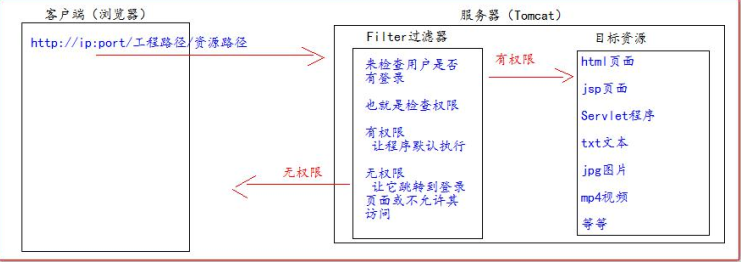 客户端（浏览器）
http://ip:port/工程路径/资源路径
服务器（Tomcat）
Filter过滤器
来检查用户是否
有登录
也就是检查权限
有权限
让程序默认执行
无权限
让它跳转到登录
页面或不允许其
访问
有权限
无权限
目标资源
html页面
jsp页面
Servlet程序
txt文本
jpg图片
mp4视频
等等